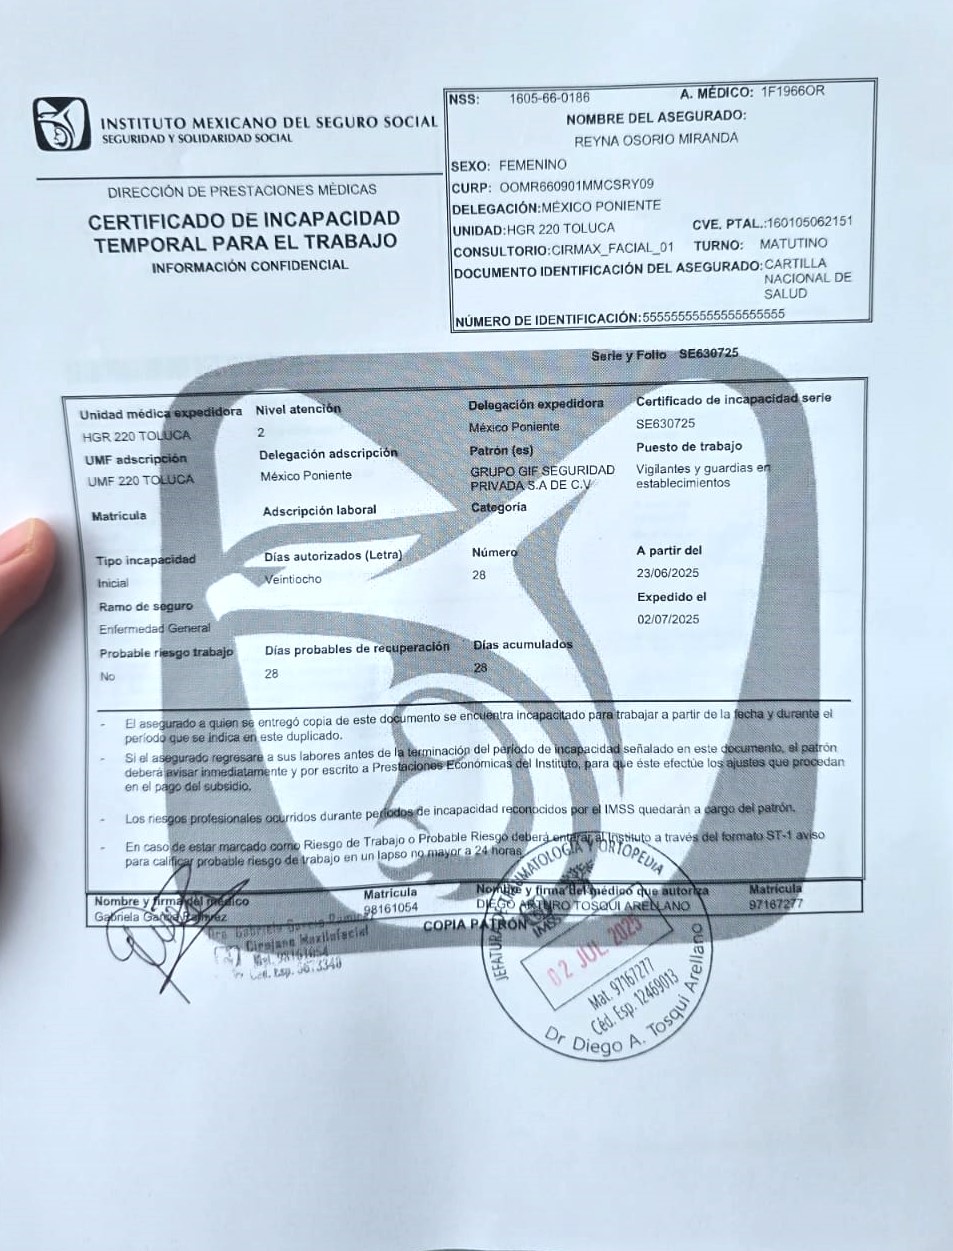 INSTITUTO MEXICANO DEL SEGURO SOCIAL
SEGURIDAD Y SOLIDARIDAD SOCIAL
DIRECCIÓN DE PRESTACIONES MÉDICAS
CERTIFICADO DE INCAPACIDAD
TEMPORAL PARA EL TRABAJO
INFORMACIÓN CONFIDENCIAL
NSS: 1605-66-0186 A. MÉDICO: 1F1966OR
NOMBRE DEL ASEGURADO:
REYNA OSORIO MIRANDA
SEXO: FEMENINO
CURP: OOMR660901MMCSRY09
DELEGACIÓN:MÉXICO PONIENTE
UNIDAD:HGR 220 TOLUCA CVE. PTAL.:160105062151
CONSULTORIO:CIRMAX_FACIAL_01 TURNO: MATUTINO
DOCUMENTO IDENTIFICACIÓN DEL ASEGURADO:CARTILLA
NACIONAL DE
SALUD
NÚMERO DE IDENTIFICACIÓN:55555555555555555555
Serie y Folio SE630725
Unidad médica expedidora Nivel atención Delegación expedidora Certificado de incapacidad serie
HGR 220 TOLUCA 2 México Poniente SE630725
UMF adscripción Delegación adscripción Patrón (es) Puesto de trabajo
UMF 220 TOLUCA México Poniente GRUPO GIF SEGURIDAD Vigilantes y guardias en
PRIVADA S.A DE C.V establecimientos
Matricula Adscripción laboral Categoría
Tipo incapacidad Días autorizados (Letra) Número A partir del
Inicial Veintiocho 28 23/06/2025
Ramo de seguro Expedido el
Enfermedad General 02/07/2025
Probable riesgo trabajo Días probables de recuperación Días acumulados
No 28 28
- El asegurado a quien se entregó copia de este documento se encuentra incapacitado para trabajar a partir de la fecha y durante el
período que se indica en este duplicado.
- Si el asegurado regresare a sus labores antes de la terminación del período de incapacidad señalado en este documento, el patrón
deberá avisar inmediatamente y por escrito a Prestaciones Económicas del Instituto, para que éste efectúe los ajustes que procedan
en el pago del subsidio.
- Los riesgos profesionales ocurridos durante períodos de incapacidad reconocidos por el IMSS quedarán a cargo del patrón.
- En caso de estar marcado como Riesgo de Trabajo o Probable Riesgo deberá enterar al Instituto a través del formato ST-1 aviso
para calificar probable riesgo de trabajo en un lapso no mayor a 24 horas
Nombre y firma del médico Matrícula Nombre y firma del médico que autoriza Matrícula
Gabriela García Ramírez 98161054 DIEGO ARTURO TOSQUI ARELLANO 97167277
COPIA PATRÓN
Dra. Gabriela García Ramírez
Cirujano Maxilofacial
Mat. 98161054
Céd. Esp.
JEFATURA DE TRAUMATOLOGÍA Y ORTOPEDIA
IMSS
02 JUL 2025
Mat. 97167277
Céd. Esp. 12469013
Dr Diego A. Tosqui Arellano